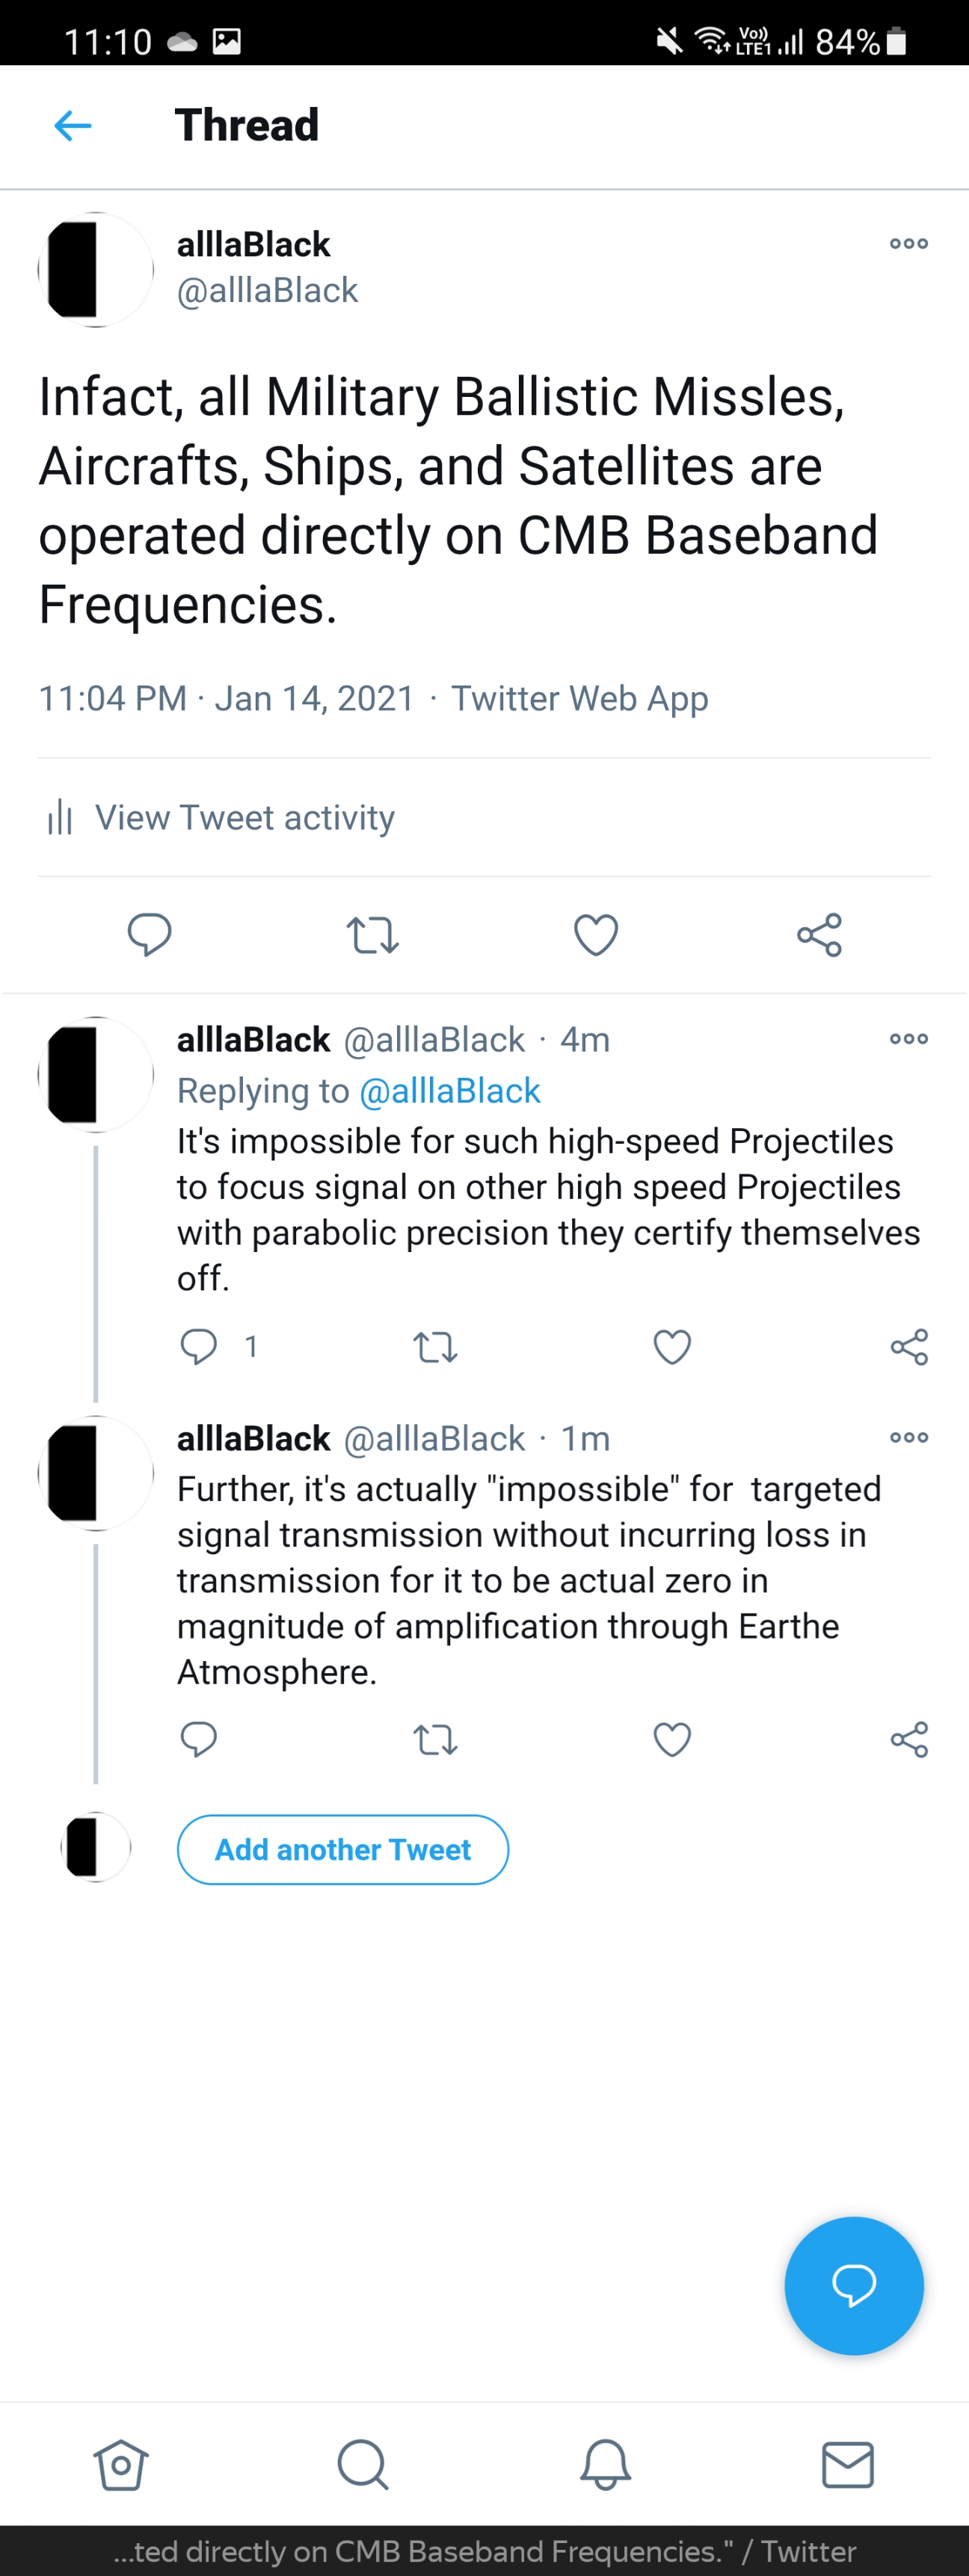 11:10 Vo)) LTE1 84%
Thread
alllaBlack
@alllaBlack
Infact, all Military Ballistic Missles,
Aircrafts, Ships, and Satellites are
operated directly on CMB Baseband
Frequencies.
11:04 PM · Jan 14, 2021 · Twitter Web App
View Tweet activity
alllaBlack @alllaBlack · 4m
Replying to @alllaBlack
It's impossible for such high-speed Projectiles
to focus signal on other high speed Projectiles
with parabolic precision they certify themselves
off.
1
alllaBlack @alllaBlack · 1m
Further, it's actually "impossible" for  targeted
signal transmission without incurring loss in
transmission for it to be actual zero in
magnitude of amplification through Earthe
Atmosphere.
Add another Tweet
...ted directly on CMB Baseband Frequencies." / Twitter